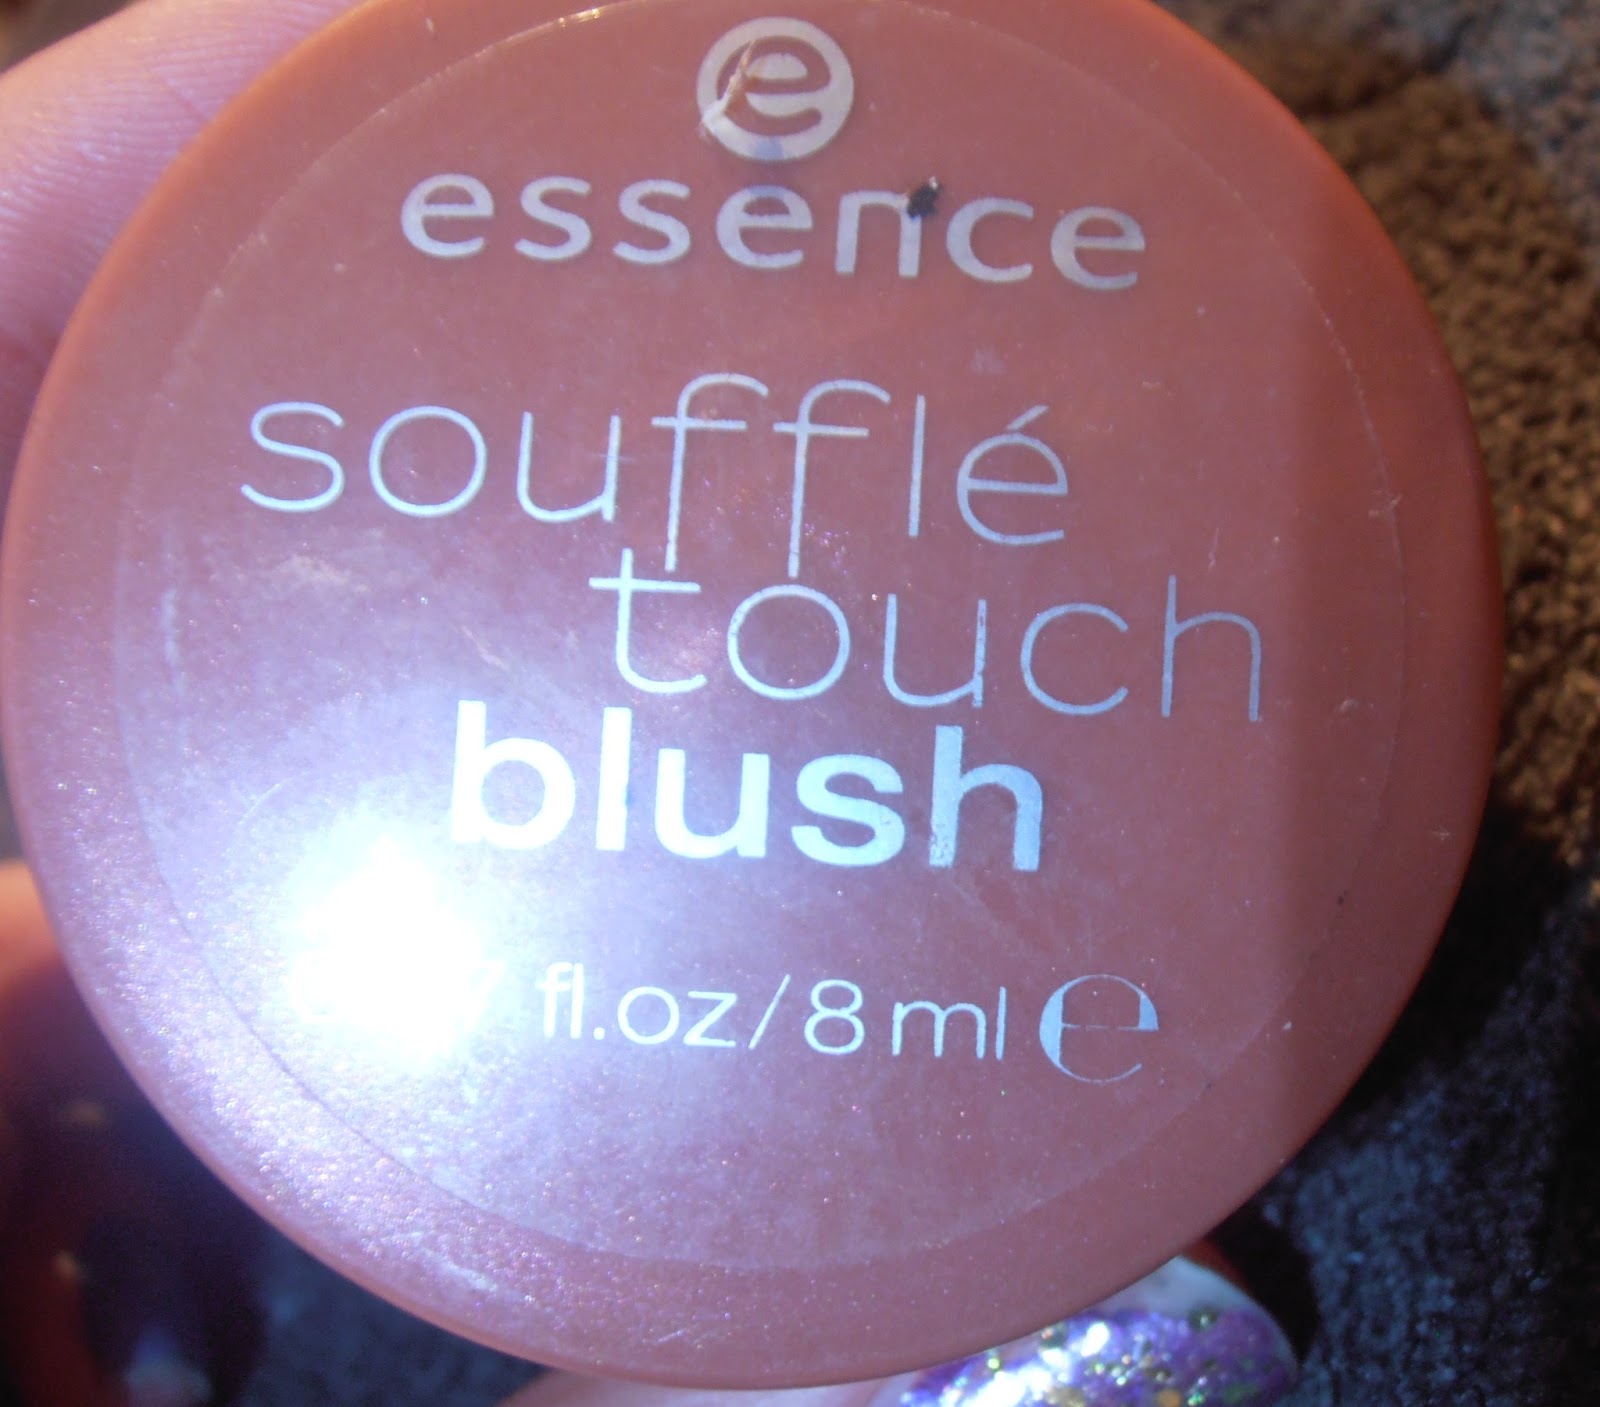 e
essence
soufflé
touch
blush
fl.oz/8 ml e